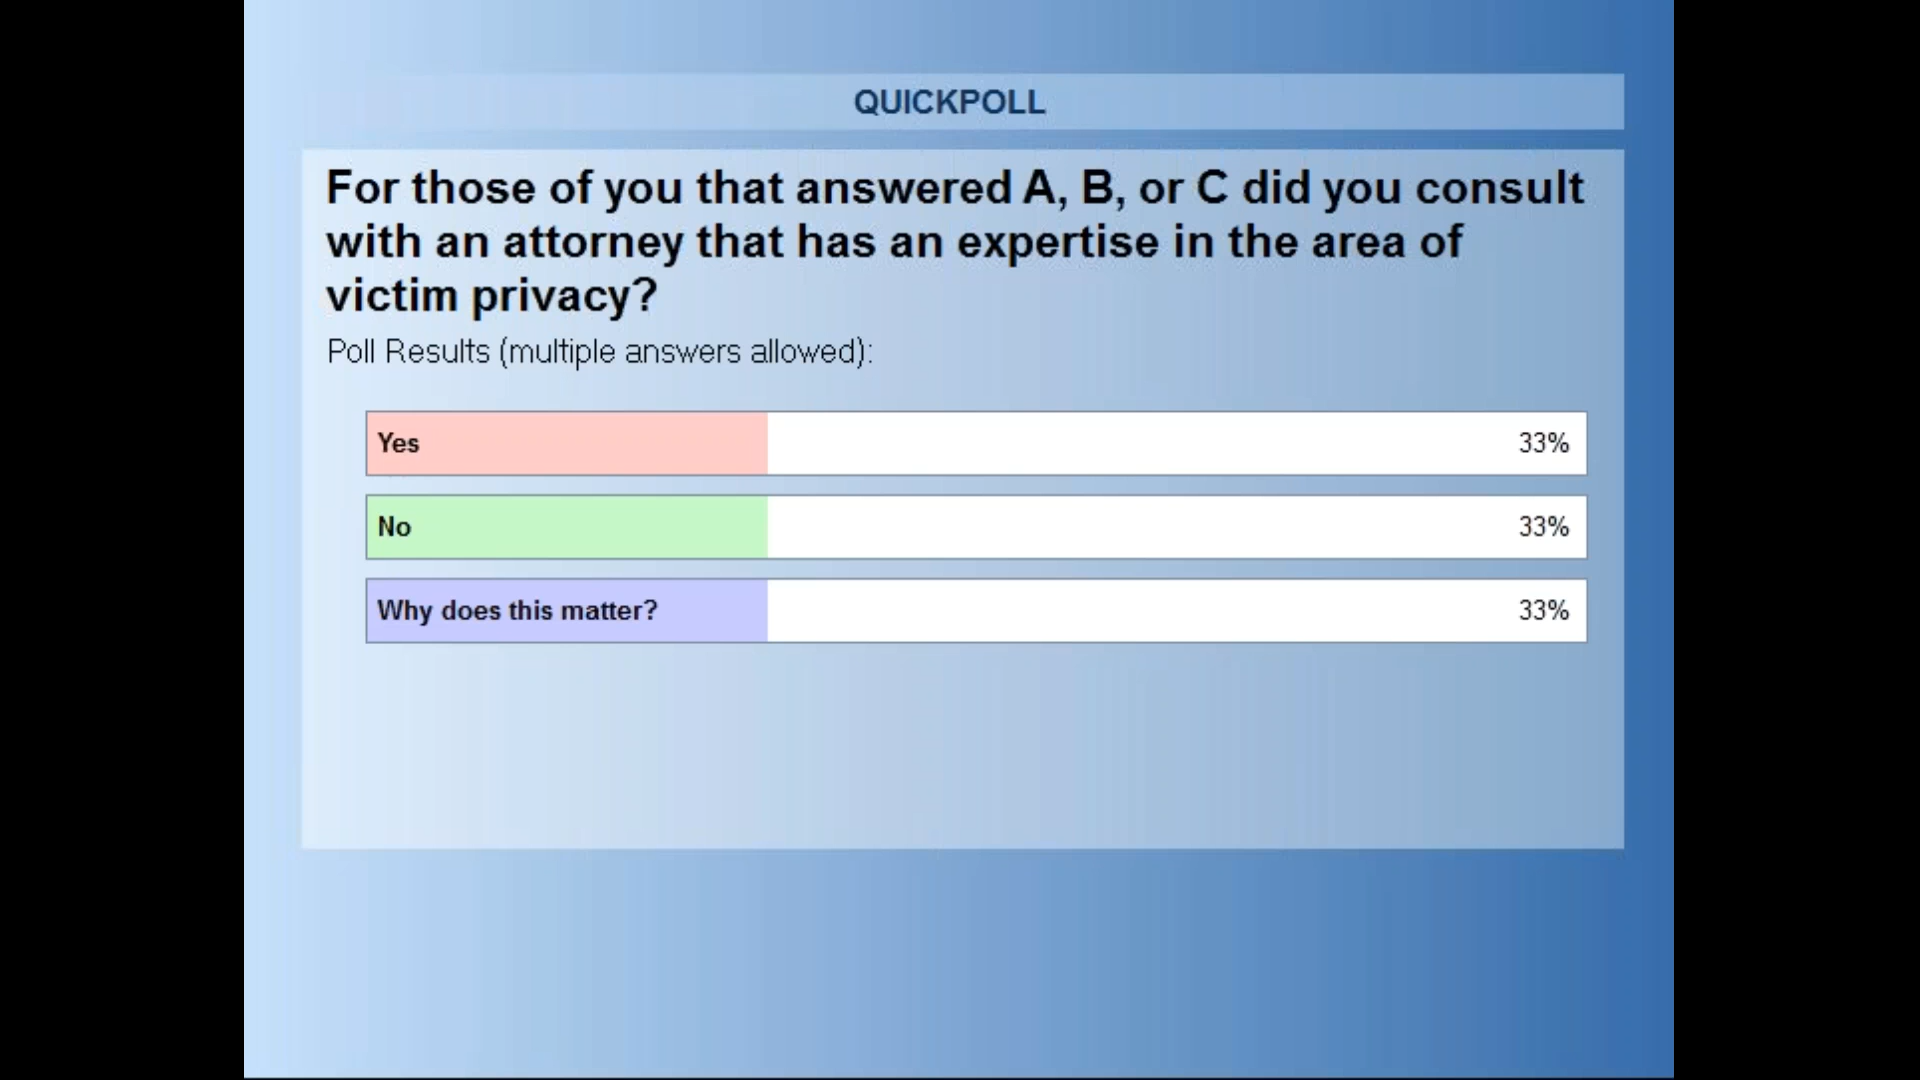 QUICKPOLL
For those of you that answered A, B, or C did you consult
with an attorney that has an expertise in the area of
victim privacy?
Poll Results (multiple answers allowed):
Yes 33%
No 33%
Why does this matter? 33%